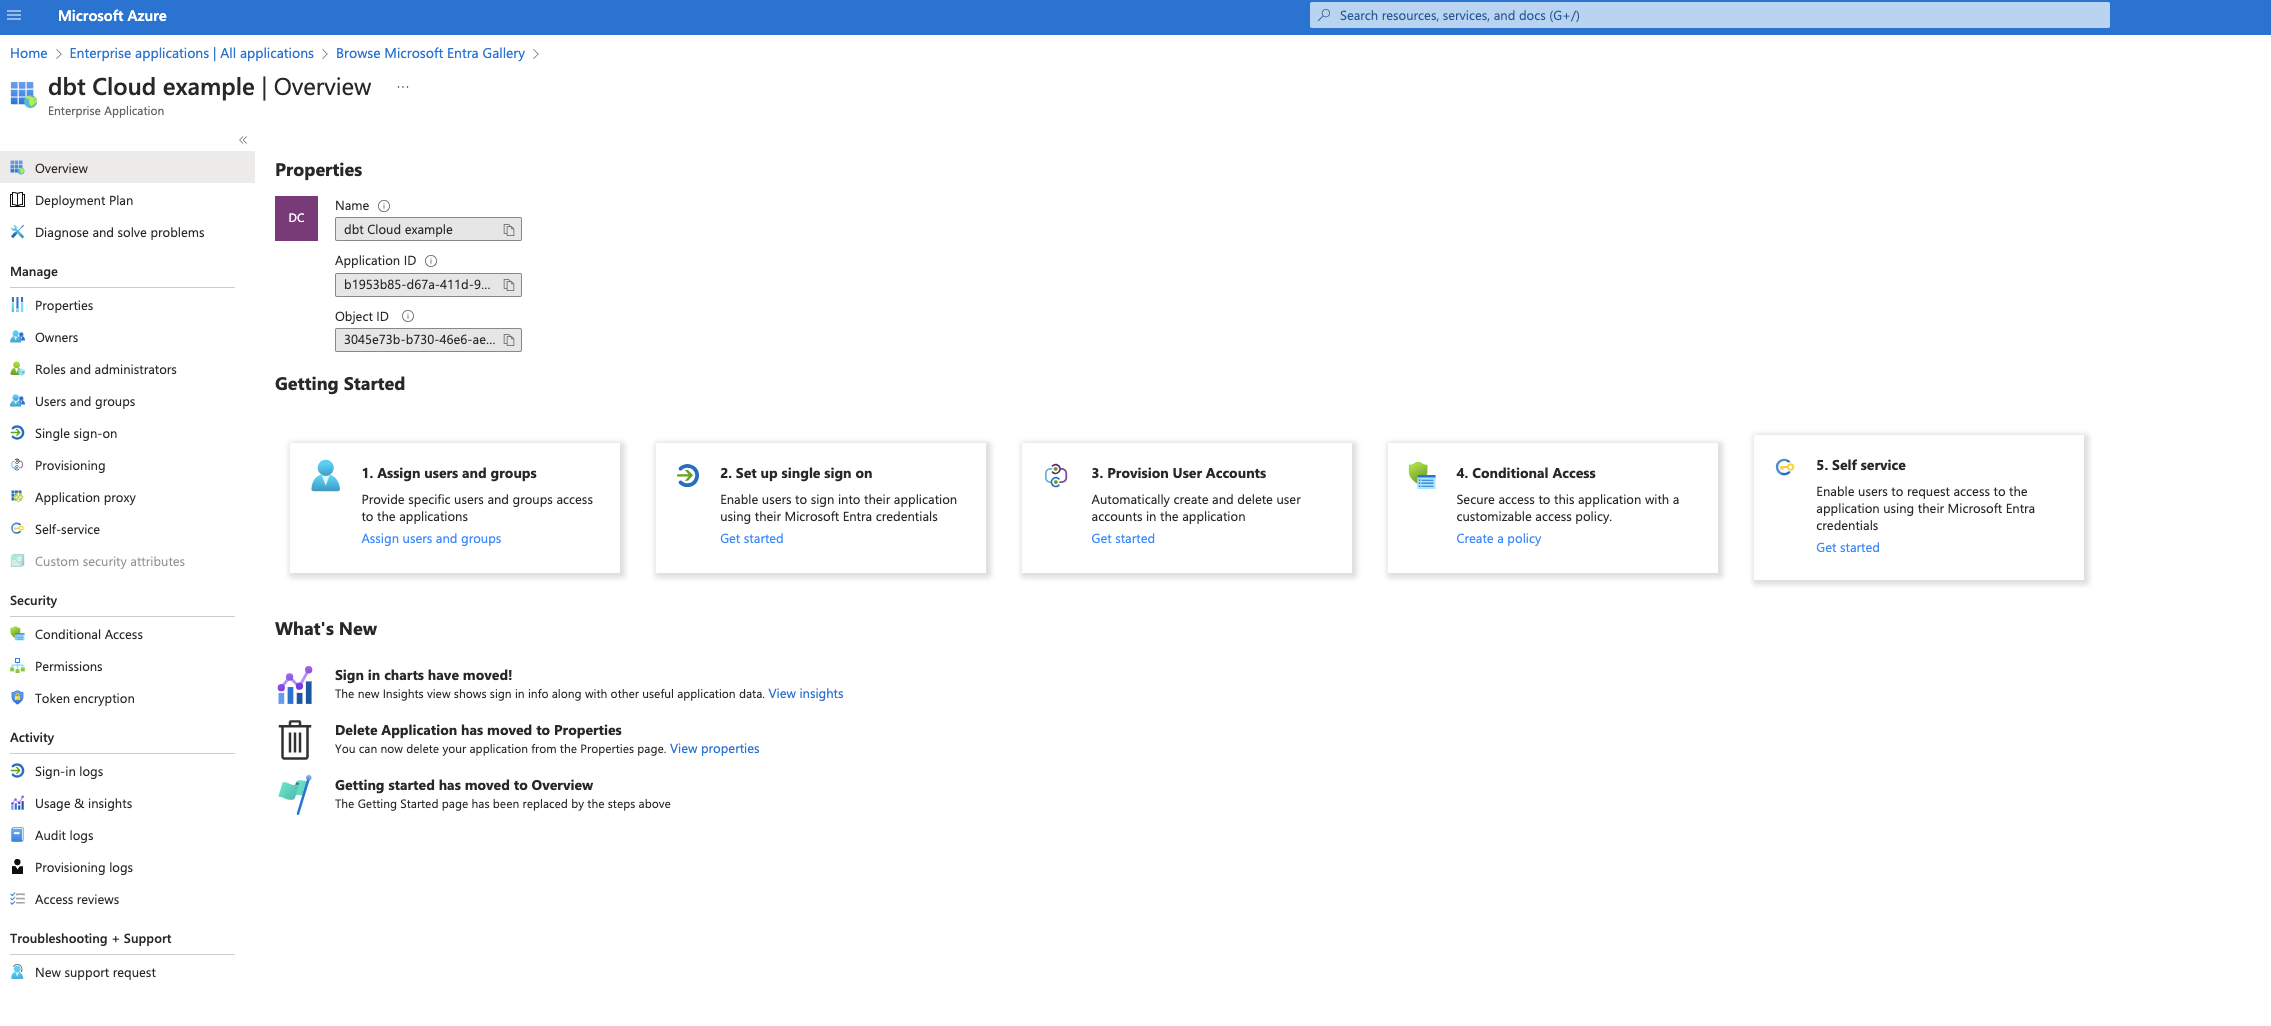 Microsoft Azure
Search resources, services, and docs (G+/)
Home > Enterprise applications | All applications > Browse Microsoft Entra Gallery >
dbt Cloud example | Overview ...
Enterprise Application
«
Overview
Deployment Plan
Diagnose and solve problems
Manage
Properties
Owners
Roles and administrators
Users and groups
Single sign-on
Provisioning
Application proxy
Self-service
Custom security attributes
Security
Conditional Access
Permissions
Token encryption
Activity
Sign-in logs
Usage & insights
Audit logs
Provisioning logs
Access reviews
Troubleshooting + Support
New support request
Properties
DC
Name
dbt Cloud example
Application ID
b1953b85-d67a-411d-9...
Object ID
3045e73b-b730-46e6-ae...
Getting Started
1. Assign users and groups
Provide specific users and groups access
to the applications
Assign users and groups
2. Set up single sign on
Enable users to sign into their application
using their Microsoft Entra credentials
Get started
3. Provision User Accounts
Automatically create and delete user
accounts in the application
Get started
4. Conditional Access
Secure access to this application with a
customizable access policy.
Create a policy
5. Self service
Enable users to request access to the
application using their Microsoft Entra
credentials
Get started
What's New
Sign in charts have moved!
The new Insights view shows sign in info along with other useful application data. View insights
Delete Application has moved to Properties
You can now delete your application from the Properties page. View properties
Getting started has moved to Overview
The Getting Started page has been replaced by the steps above